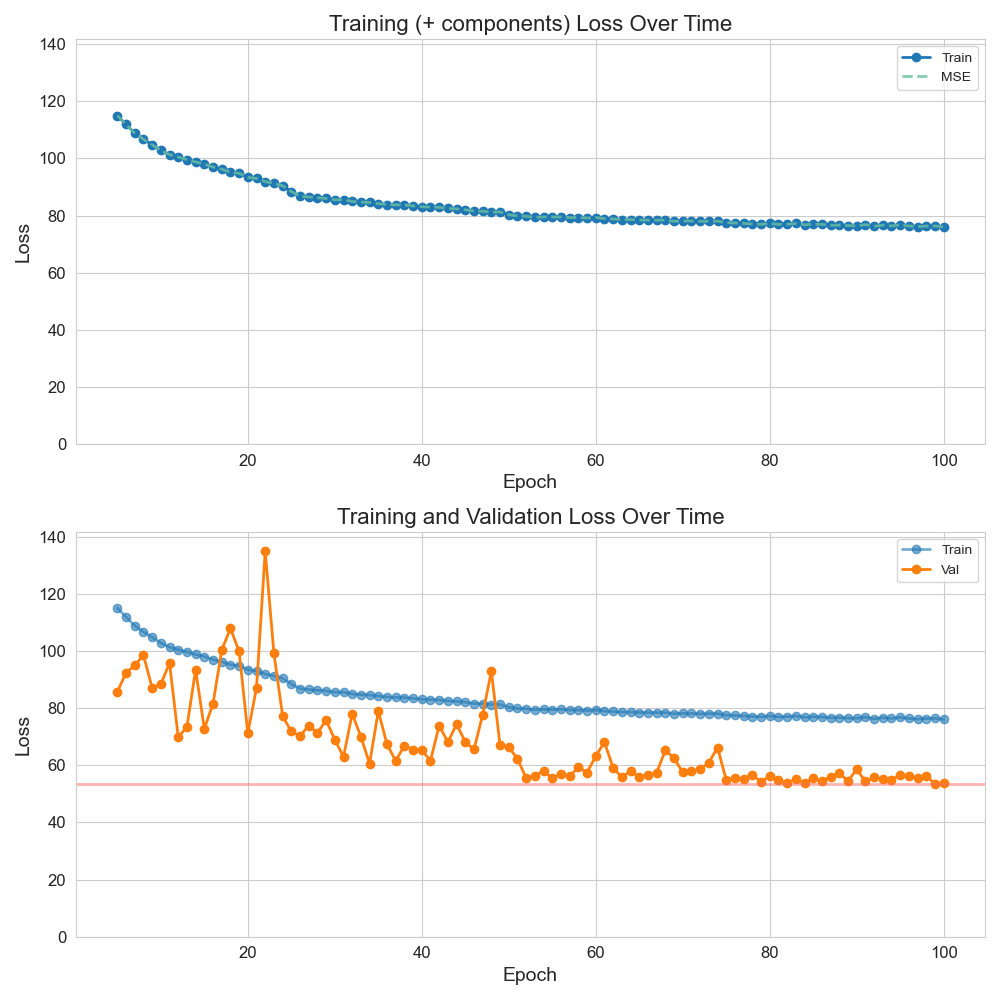 Training (+ components) Loss Over Time
140
120
100
80
60
40
20
0
Loss
Train
MSE
20 40 60 80 100
Epoch
Training and Validation Loss Over Time
140
120
100
80
60
40
20
0
Loss
Train
Val
20 40 60 80 100
Epoch